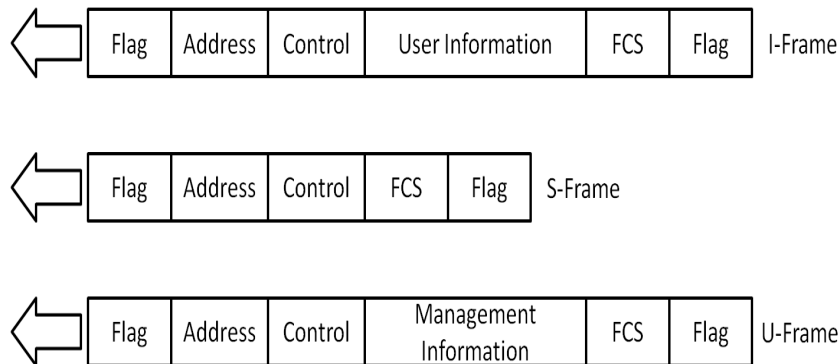 Flag Address Control User Information FCS Flag I-Frame
Flag Address Control FCS Flag S-Frame
Flag Address Control Management Information FCS Flag U-Frame